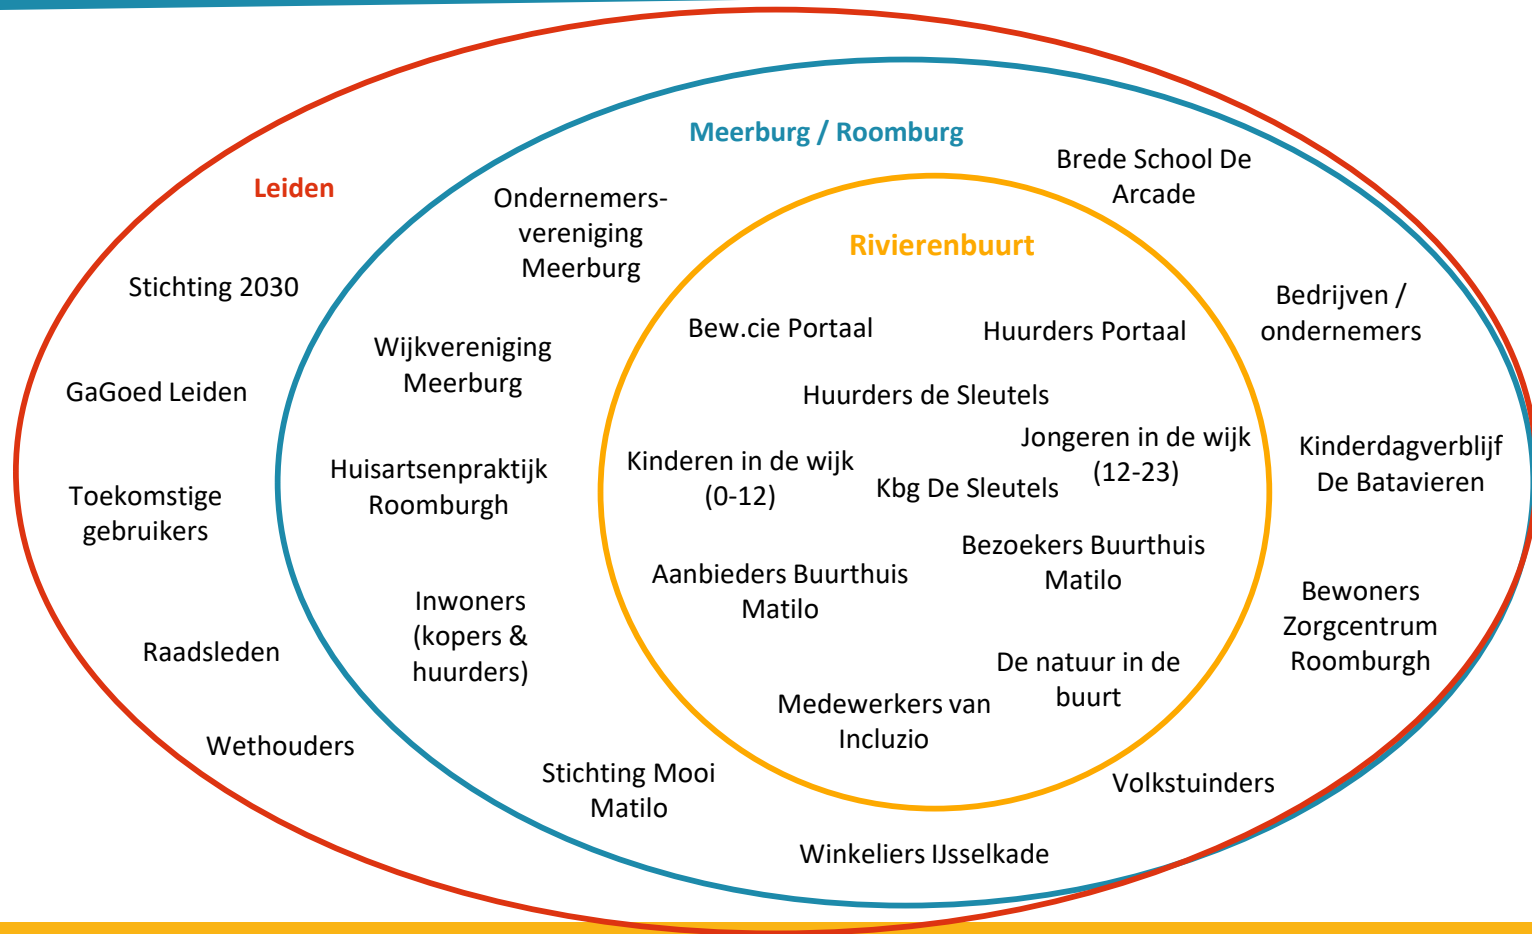 Leiden
Stichting 2030
GaGoed Leiden
Toekomstige
gebruikers
Raadsleden
Wethouders
Meerburg / Roomburg
Ondernemers-
vereniging
Meerburg
Wijkvereniging
Meerburg
Huisartsenpraktijk
Roomburgh
Inwoners
(kopers &
huurders)
Stichting Mooi
Matilo
Winkeliers IJsselkade
Volkstuinders
Brede School De
Arcade
Bedrijven /
ondernemers
Kinderdagverblijf
De Batavieren
Bewoners
Zorgcentrum
Roomburgh
Rivierenbuurt
Bew.cie Portaal
Huurders Portaal
Huurders de Sleutels
Jongeren in de wijk
(12-23)
Kinderen in de wijk
(0-12)
Kbg De Sleutels
Bezoekers Buurthuis
Matilo
Aanbieders Buurthuis
Matilo
De natuur in de
buurt
Medewerkers van
Incluzio